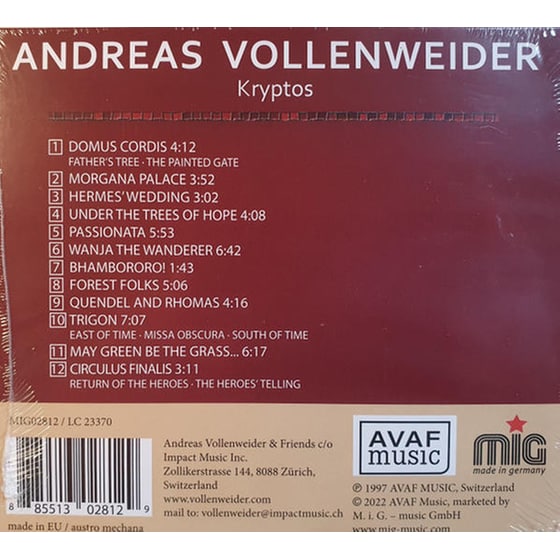 ANDREAS VOLLENWEIDER
Kryptos
1 DOMUS CORDIS 4:12
FATHER'S TREE · THE PAINTED GATE
2 MORGANA PALACE 3:52
3 HERMES' WEDDING 3:02
4 UNDER THE TREES OF HOPE 4:08
5 PASSIONATA 5:53
6 WANJA THE WANDERER 6:42
7 BHAMBORORO! 1:43
8 FOREST FOLKS 5:06
9 QUENDEL AND RHOMAS 4:16
10 TRIGON 7:07
EAST OF TIME · MISSA OBSCURA · SOUTH OF TIME
11 MAY GREEN BE THE GRASS... 6:17
12 CIRCULUS FINALIS 3:11
RETURN OF THE HEROES · THE HEROES' TELLING
MIG02812 / LC 23370
8 85513 02812 9
made in EU / austro mechana
Andreas Vollenweider & Friends c/o
Impact Music Inc.
Zollikerstrasse 144, 8088 Zürich,
Switzerland
www.vollenweider.com
mail to: vollenweider@impactmusic.ch
AVAF
music
mig
made in germany
℗ 1997 AVAF MUSIC, Switzerland
© 2022 AVAF Music, marketed by
M. i. G. – music GmbH
www.mig-music.com